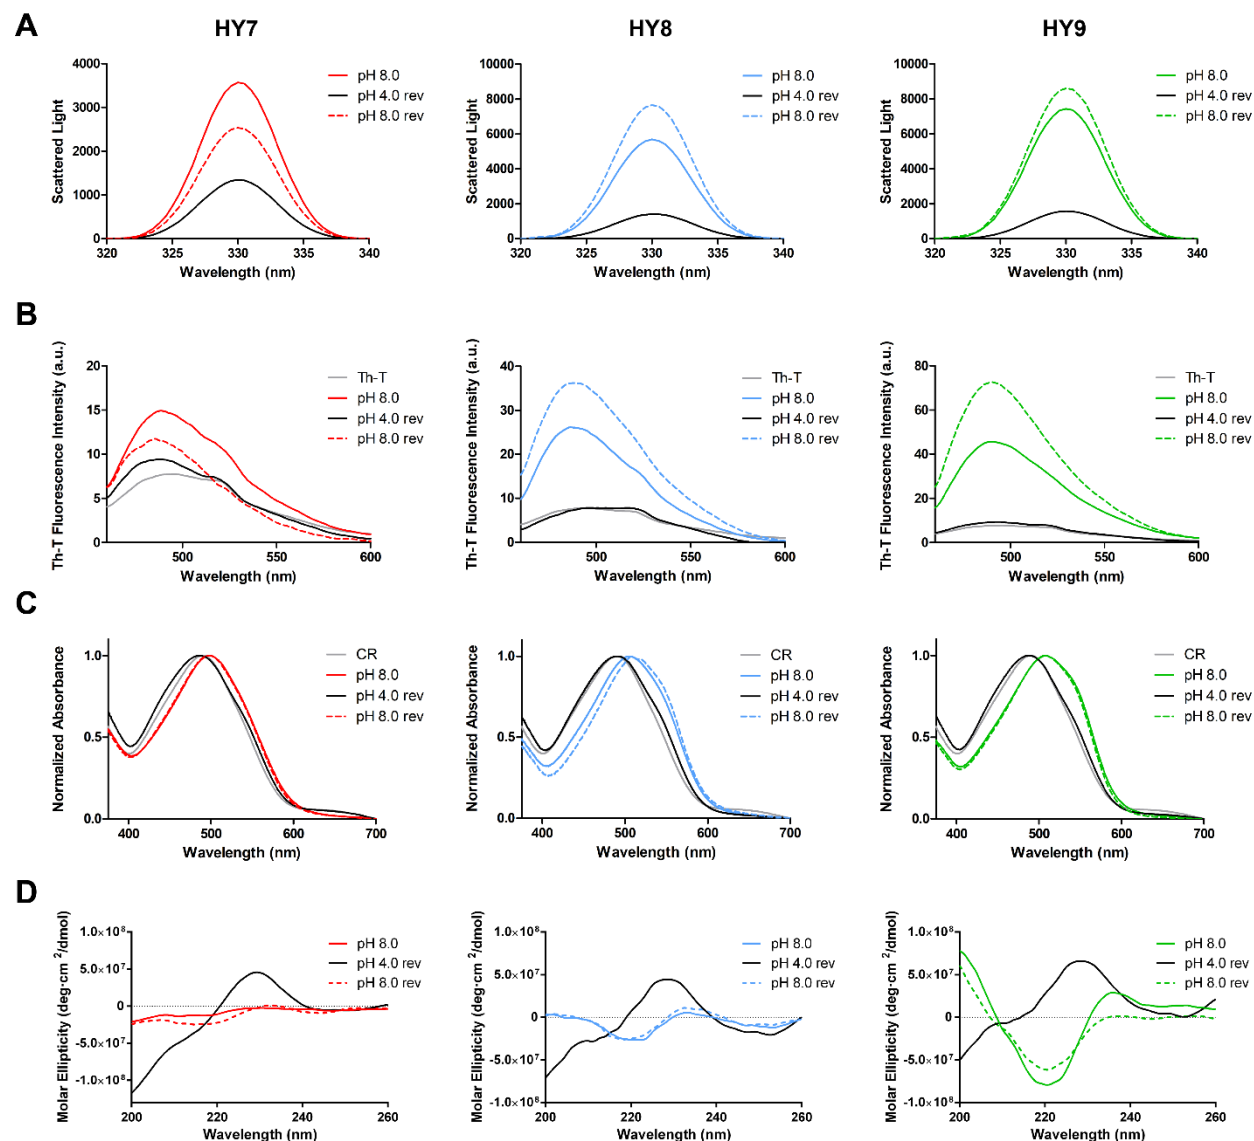 A
HY7
HY8
HY9
Scattered Light
4000
3000
2000
1000
0
320
325
330
335
340
Wavelength (nm)
pH 8.0
pH 4.0 rev
pH 8.0 rev
Scattered Light
10000
8000
6000
4000
2000
0
320
325
330
335
340
Wavelength (nm)
pH 8.0
pH 4.0 rev
pH 8.0 rev
Scattered Light
10000
8000
6000
4000
2000
0
320
325
330
335
340
Wavelength (nm)
pH 8.0
pH 4.0 rev
pH 8.0 rev
B
Th-T Fluorescence Intensity (a.u.)
20
15
10
5
0
500
550
600
Wavelength (nm)
Th-T
pH 8.0
pH 4.0 rev
pH 8.0 rev
Th-T Fluorescence Intensity (a.u.)
40
30
20
10
0
500
550
600
Wavelength (nm)
Th-T
pH 8.0
pH 4.0 rev
pH 8.0 rev
Th-T Fluorescence Intensity (a.u.)
80
60
40
20
0
500
550
600
Wavelength (nm)
Th-T
pH 8.0
pH 4.0 rev
pH 8.0 rev
C
Normalized Absorbance
1.0
0.5
0.0
400
500
600
700
Wavelength (nm)
CR
pH 8.0
pH 4.0 rev
pH 8.0 rev
Normalized Absorbance
1.0
0.5
0.0
400
500
600
700
Wavelength (nm)
CR
pH 8.0
pH 4.0 rev
pH 8.0 rev
Normalized Absorbance
1.0
0.5
0.0
400
500
600
700
Wavelength (nm)
CR
pH 8.0
pH 4.0 rev
pH 8.0 rev
D
Molar Ellipticity (deg·cm²/dmol)
1.0×10⁸
5.0×10⁷
0
-5.0×10⁷
-1.0×10⁸
200
220
240
260
Wavelength (nm)
pH 8.0
pH 4.0 rev
pH 8.0 rev
Molar Ellipticity (deg·cm²/dmol)
1.0×10⁸
5.0×10⁷
0
-5.0×10⁷
-1.0×10⁸
200
220
240
260
Wavelength (nm)
pH 8.0
pH 4.0 rev
pH 8.0 rev
Molar Ellipticity (deg·cm²/dmol)
1.0×10⁸
5.0×10⁷
0
-5.0×10⁷
-1.0×10⁸
200
220
240
260
Wavelength (nm)
pH 8.0
pH 4.0 rev
pH 8.0 rev